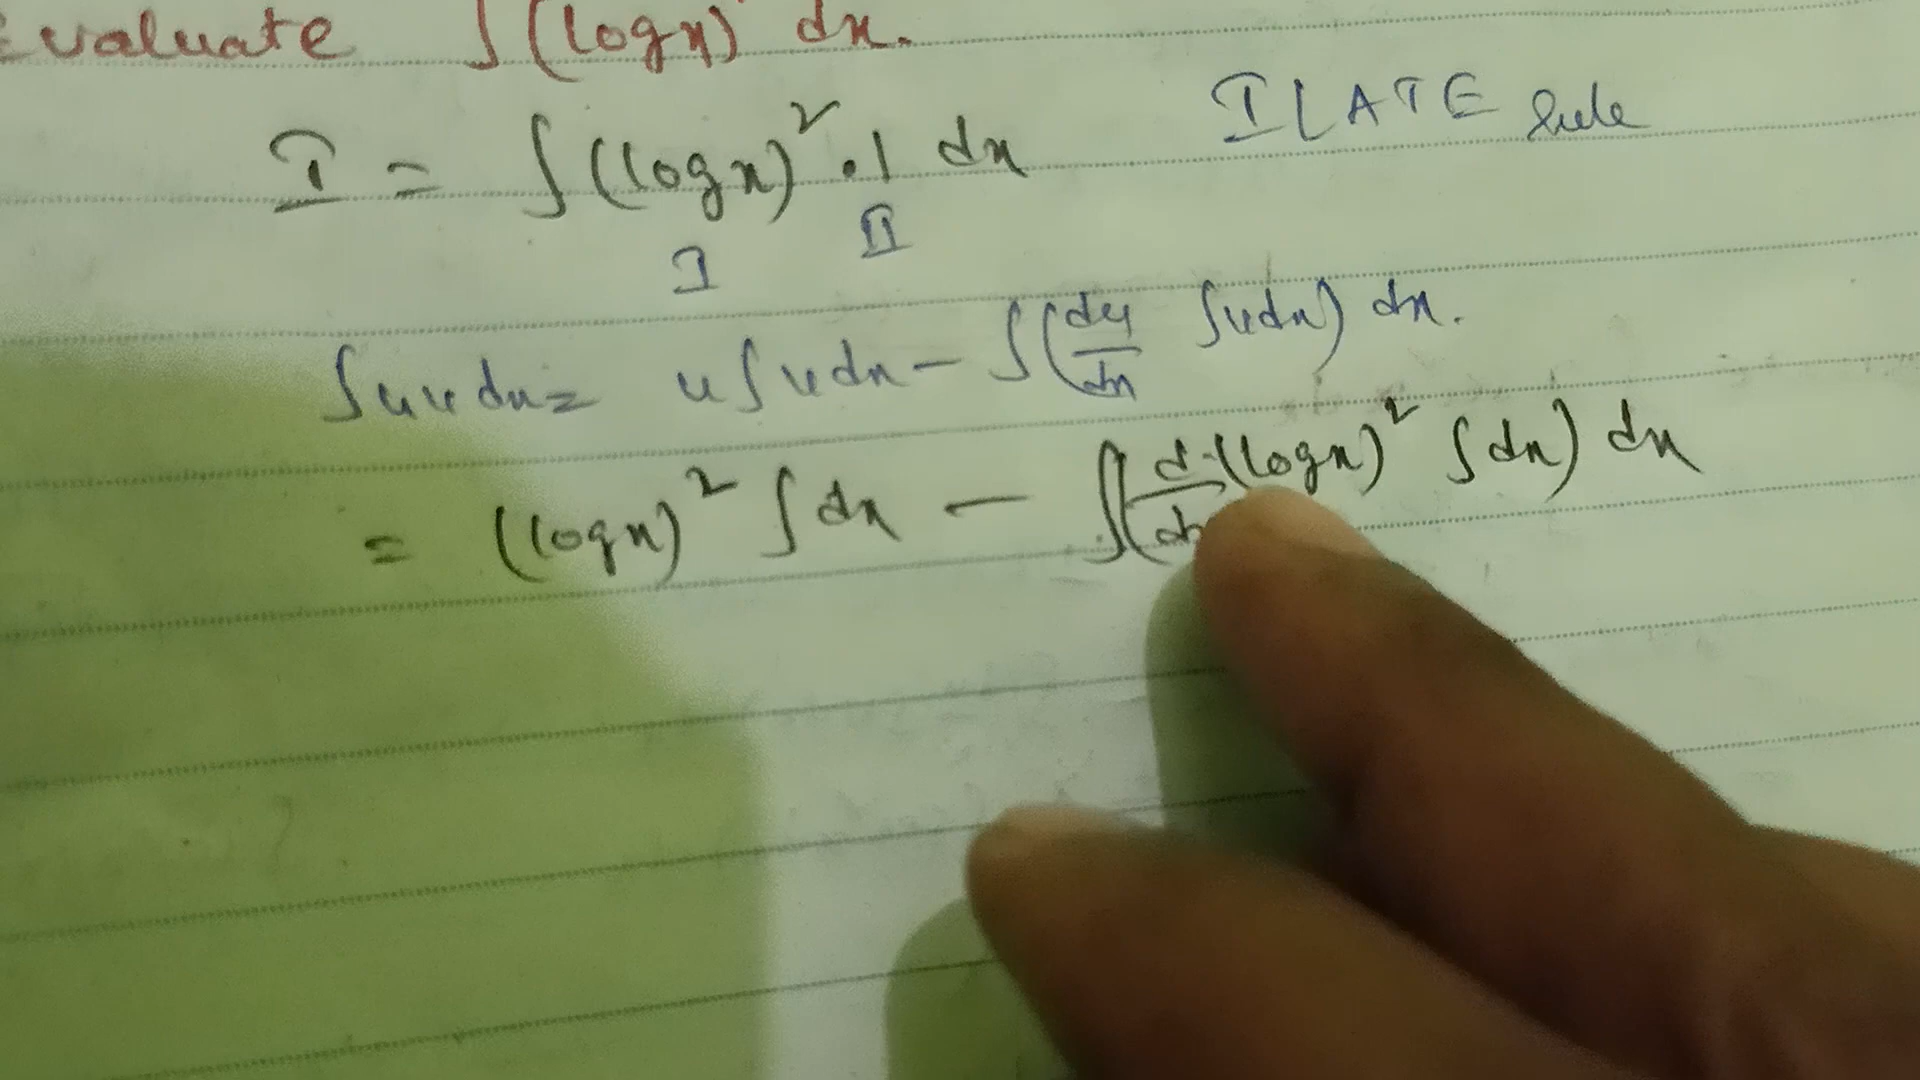 Evaluate ∫(log x) dx.
I = ∫(log x)² . 1 dx   ILATE Rule
I   II
∫uv dx = u∫v dx − ∫(du/dx ∫v dx) dx.
= (log x)² ∫dx − ∫(d/dx (log x)² ∫dx) dx